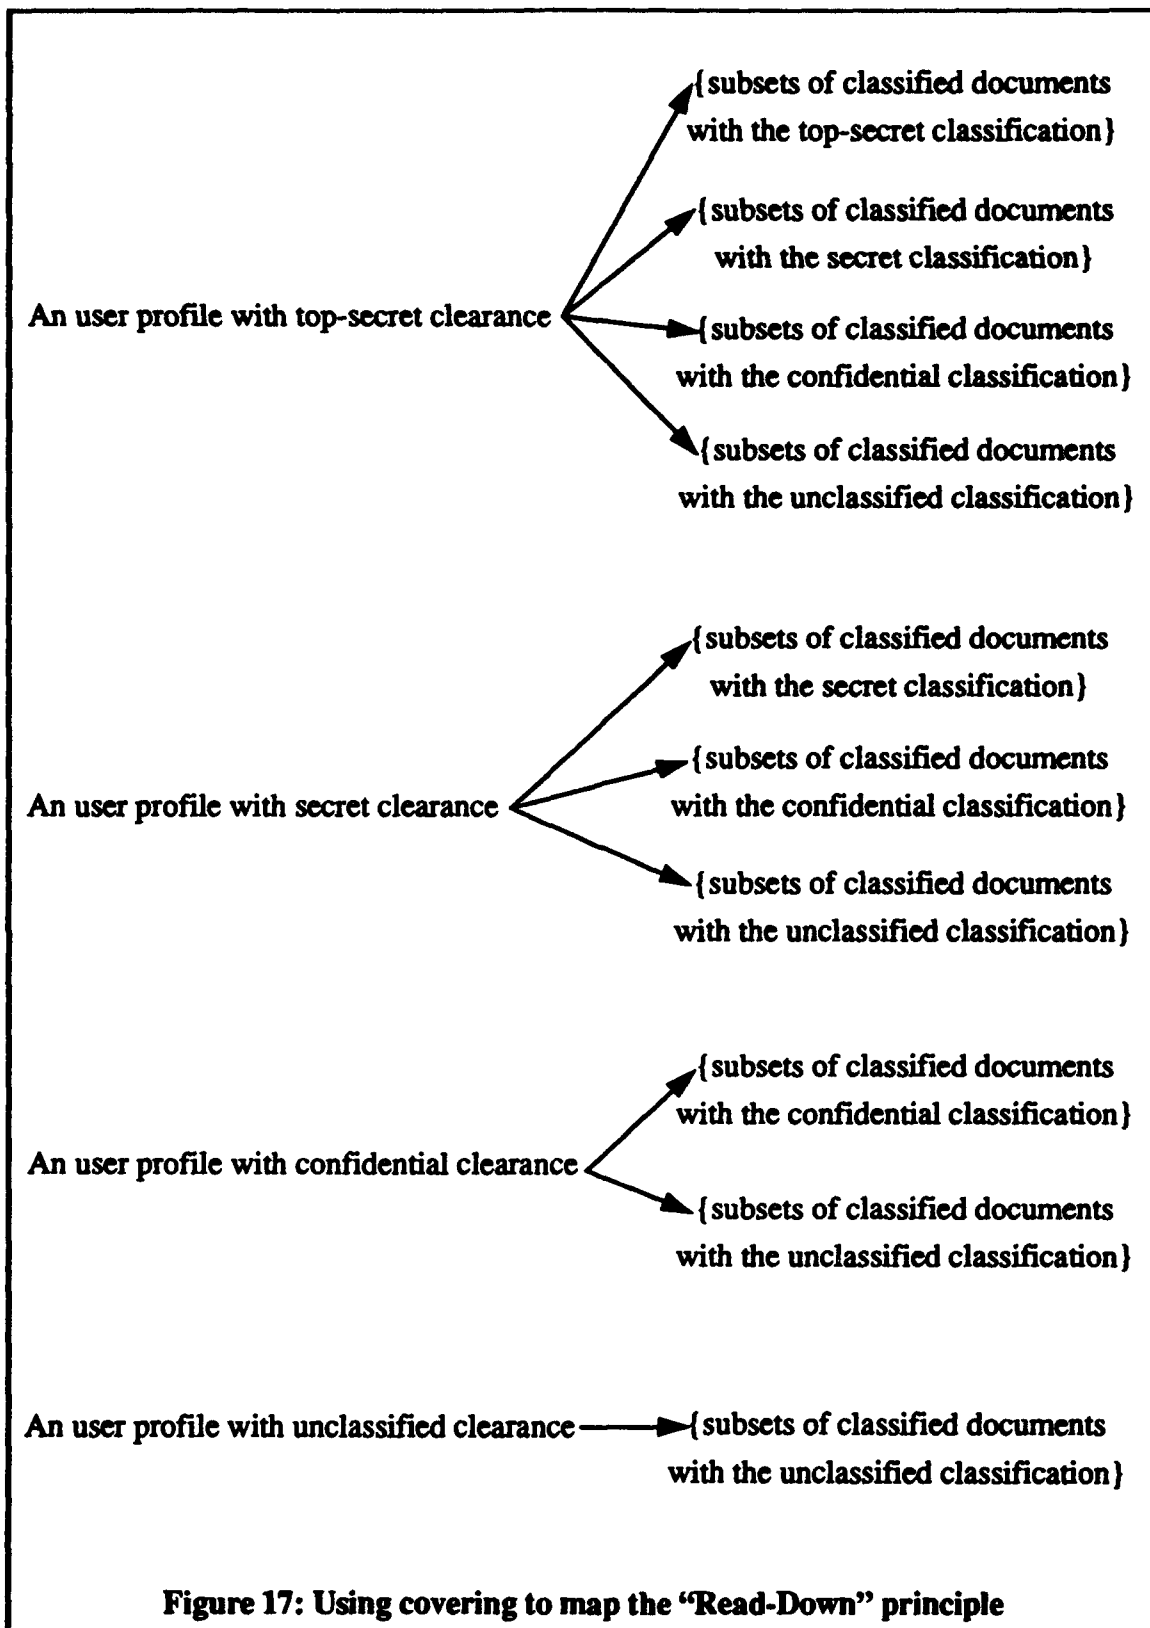 {subsets of classified documents
with the top-secret classification}
{subsets of classified documents
with the secret classification}
An user profile with top-secret clearance
{subsets of classified documents
with the confidential classification}
{subsets of classified documents
with the unclassified classification}
{subsets of classified documents
with the secret classification}
{subsets of classified documents
An user profile with secret clearance
with the confidential classification}
{subsets of classified documents
with the unclassified classification}
{subsets of classified documents
with the confidential classification}
An user profile with confidential clearance
{subsets of classified documents
with the unclassified classification}
An user profile with unclassified clearance
{subsets of classified documents
with the unclassified classification}
Figure 17: Using covering to map the “Read-Down” principle